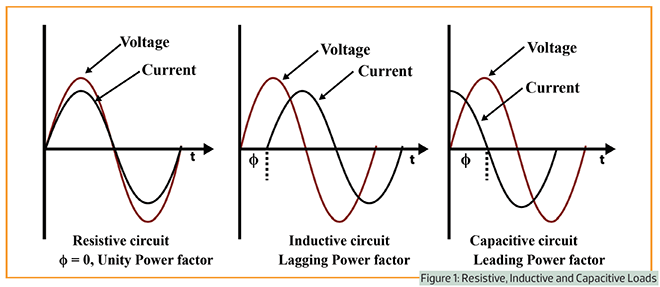 Voltage
Current
t
Resistive circuit
ϕ = 0, Unity Power factor
Voltage
Current
ϕ
t
Inductive circuit
Lagging Power factor
Voltage
Current
ϕ
t
Capacitive circuit
Leading Power factor
Figure 1: Resistive, Inductive and Capacitive Loads